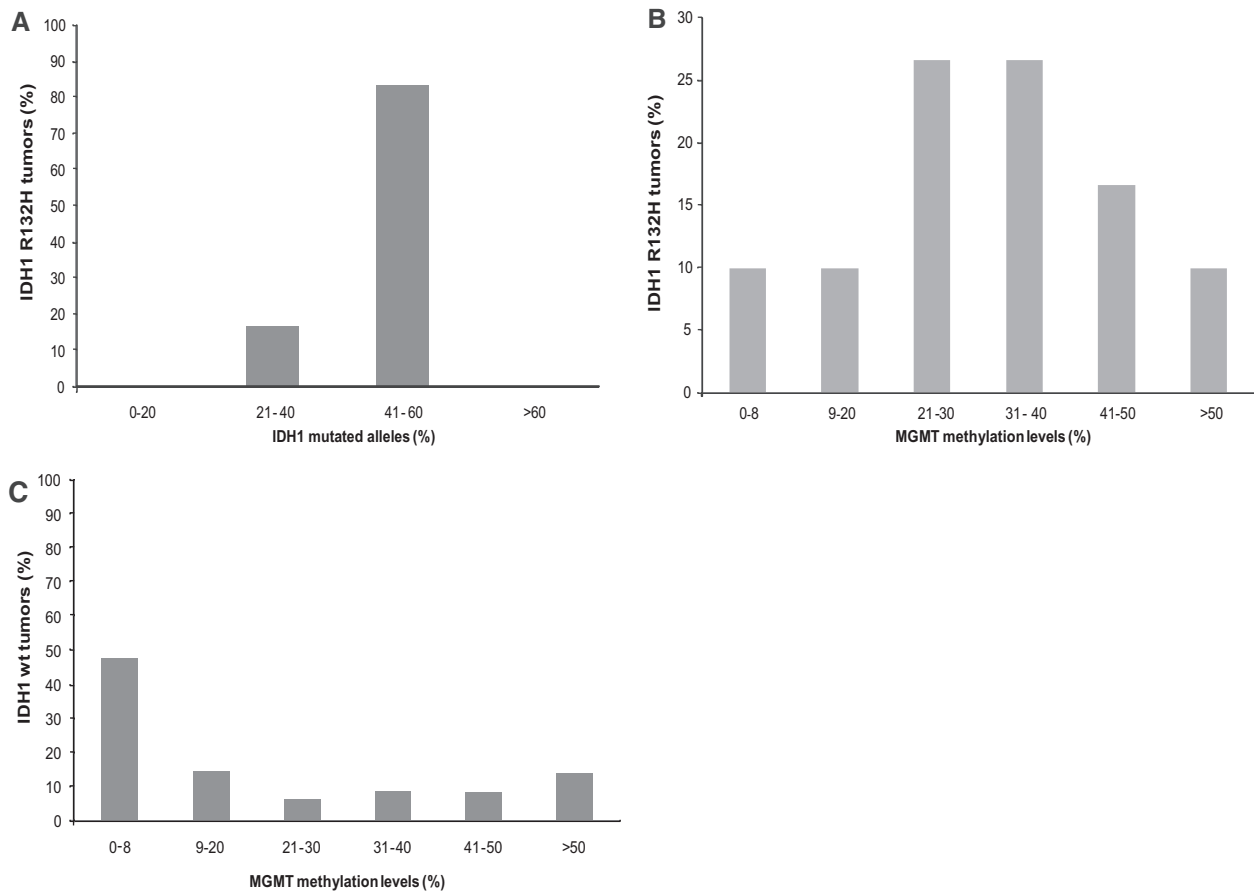 A
IDH1 R132H tumors (%)
100
90
80
70
60
50
40
30
20
10
0
0-20 21-40 41-60 >60
IDH1 mutated alleles (%)
B
IDH1 R132H tumors (%)
30
25
20
15
10
5
0
0-8 9-20 21-30 31-40 41-50 >50
MGMT methylation levels (%)
C
IDH1 wt tumors (%)
100
90
80
70
60
50
40
30
20
10
0
0-8 9-20 21-30 31-40 41-50 >50
MGMT methylation levels (%)